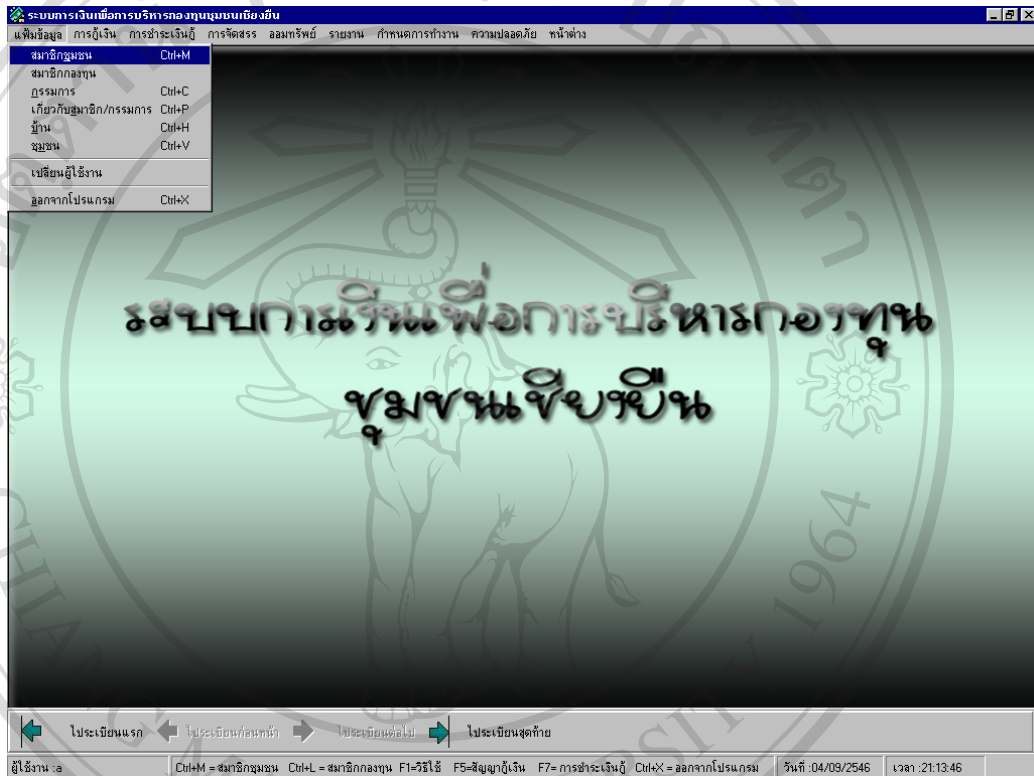 ระบบการเงินเพื่อการบริหารกองทุนชุมชนเชียงยืน
แฟ้มข้อมูล การกู้เงิน การชำระเงินกู้ การจัดสรร ออมทรัพย์ รายงาน กำหนดการทำงาน ความปลอดภัย หน้าต่าง
สมาชิกชุมชน Ctrl+M
สมาชิกกองทุน
กรรมการ Ctrl+C
เกี่ยวกับสมาชิก/กรรมการ Ctrl+P
บ้าน Ctrl+H
ชุมชน Ctrl+V
เปลี่ยนผู้ใช้งาน
ออกจากโปรแกรม Ctrl+X
ระบบการเงินเพื่อการบริหารกองทุน
ชุมชนเชียงยืน
ไประเบียนแรก ไประเบียนก่อนหน้า ไประเบียนต่อไป ไประเบียนสุดท้าย
ผู้ใช้งาน :a Ctrl+M = สมาชิกชุมชน Ctrl+L = สมาชิกกองทุน F1=วิธีใช้ F5=สัญญากู้เงิน F7= การชำระเงินกู้ Ctrl+X = ออกจากโปรแกรม วันที่ :04/09/2546 เวลา :21:13:46